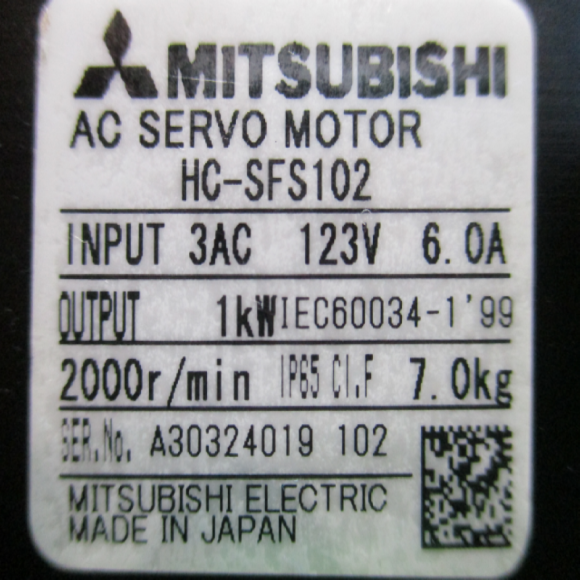 MITSUBISHI
AC SERVO MOTOR
HC-SFS102
INPUT 3AC 123V 6.0A
OUTPUT 1kW IEC60034-1'99
2000r/min IP65 CI.F 7.0kg
SER.No. A30324019 102
MITSUBISHI ELECTRIC
MADE IN JAPAN